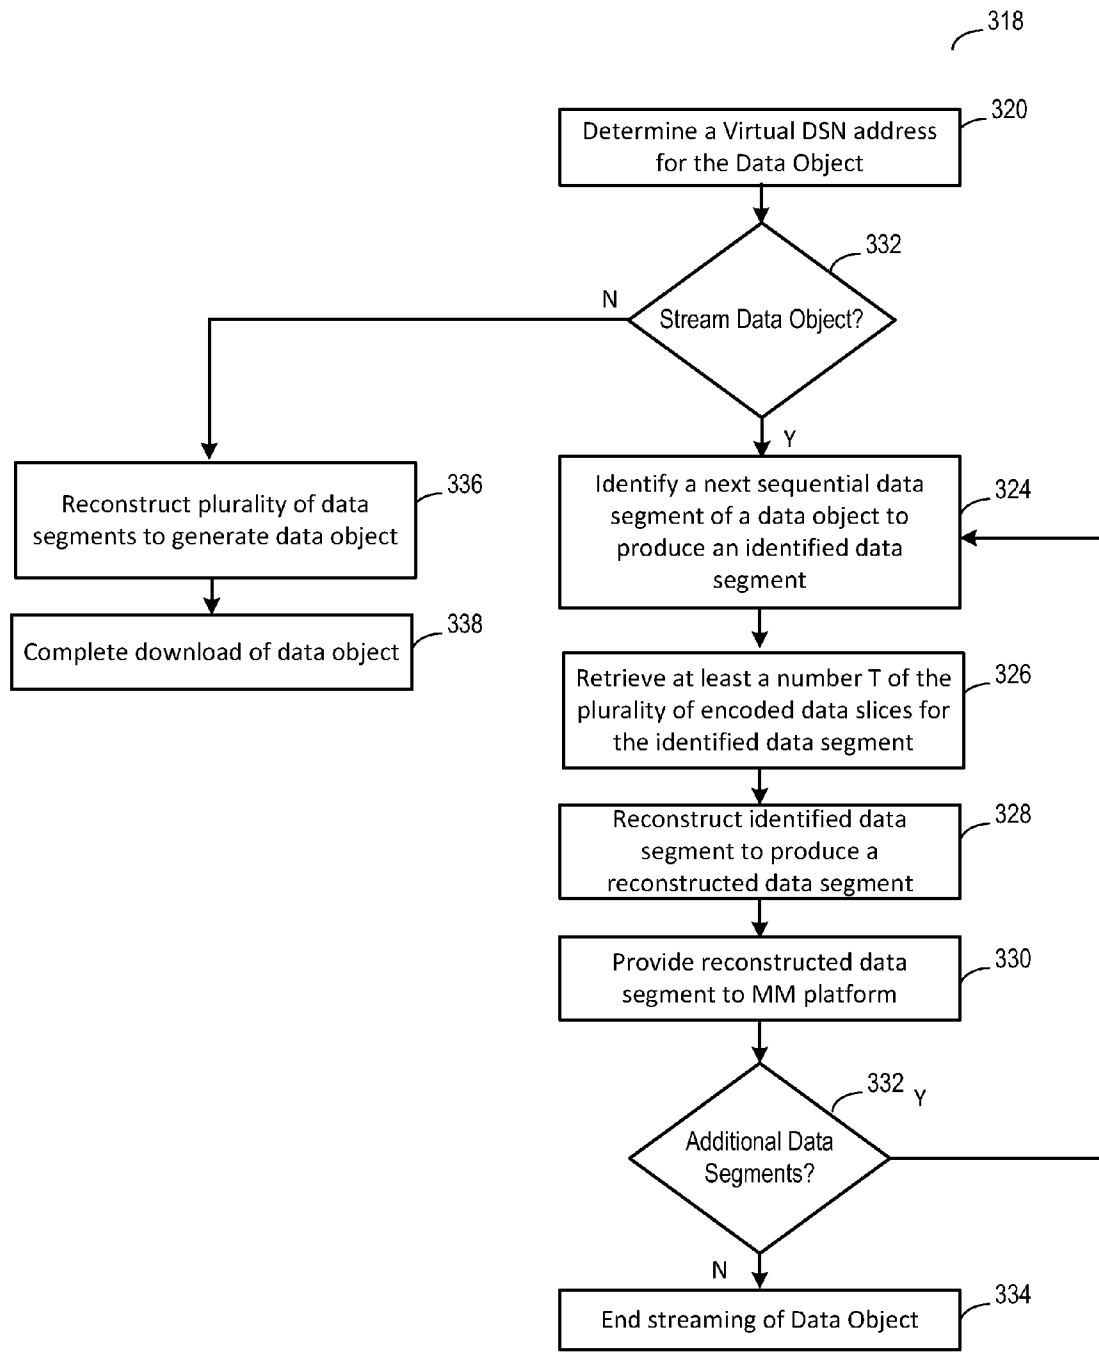 318
320
Determine a Virtual DSN address
for the Data Object
332
N
Stream Data Object?
Y
336
Reconstruct plurality of data
segments to generate data object
324
Identify a next sequential data
segment of a data object to
produce an identified data
segment
338
Complete download of data object
326
Retrieve at least a number T of the
plurality of encoded data slices for
the identified data segment
328
Reconstruct identified data
segment to produce a
reconstructed data segment
330
Provide reconstructed data
segment to MM platform
332
Y
Additional Data
Segments?
N
334
End streaming of Data Object